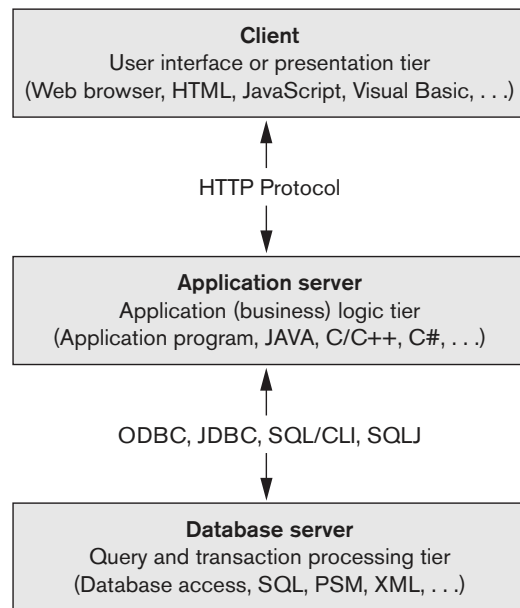 Client
User interface or presentation tier
(Web browser, HTML, JavaScript, Visual Basic, . . .)
HTTP Protocol
Application server
Application (business) logic tier
(Application program, JAVA, C/C++, C#, . . .)
ODBC, JDBC, SQL/CLI, SQLJ
Database server
Query and transaction processing tier
(Database access, SQL, PSM, XML, . . .)